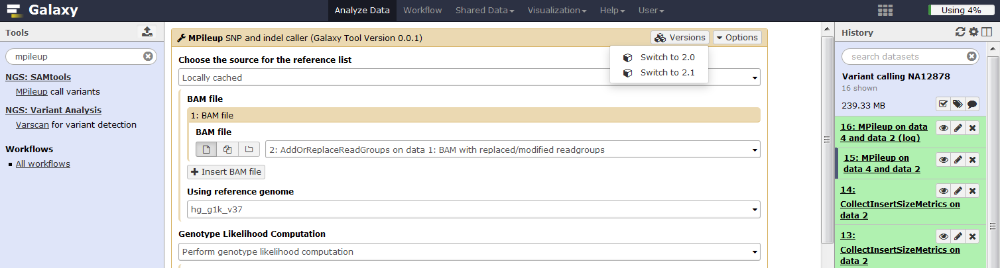 Galaxy
Analyze Data Workflow Shared Data Visualization Help User
Using 4%
Tools
mpileup
NGS: SAMtools
MPileup call variants
NGS: Variant Analysis
Varscan for variant detection
Workflows
All workflows
MPileup SNP and indel caller (Galaxy Tool Version 0.0.1)
Versions
Options
Switch to 2.0
Switch to 2.1
Choose the source for the reference list
Locally cached
BAM file
1: BAM file
BAM file
2: AddOrReplaceReadGroups on data 1: BAM with replaced/modified readgroups
Insert BAM file
Using reference genome
hg_g1k_v37
Genotype Likelihood Computation
Perform genotype likelihood computation
History
search datasets
Variant calling NA12878
16 shown
239.33 MB
16: MPileup on data
4 and data 2 (log)
15: MPileup on
data 4 and data 2
14:
CollectInsertSizeMetrics on
data 2
13:
CollectInsertSizeMetrics on
data 2